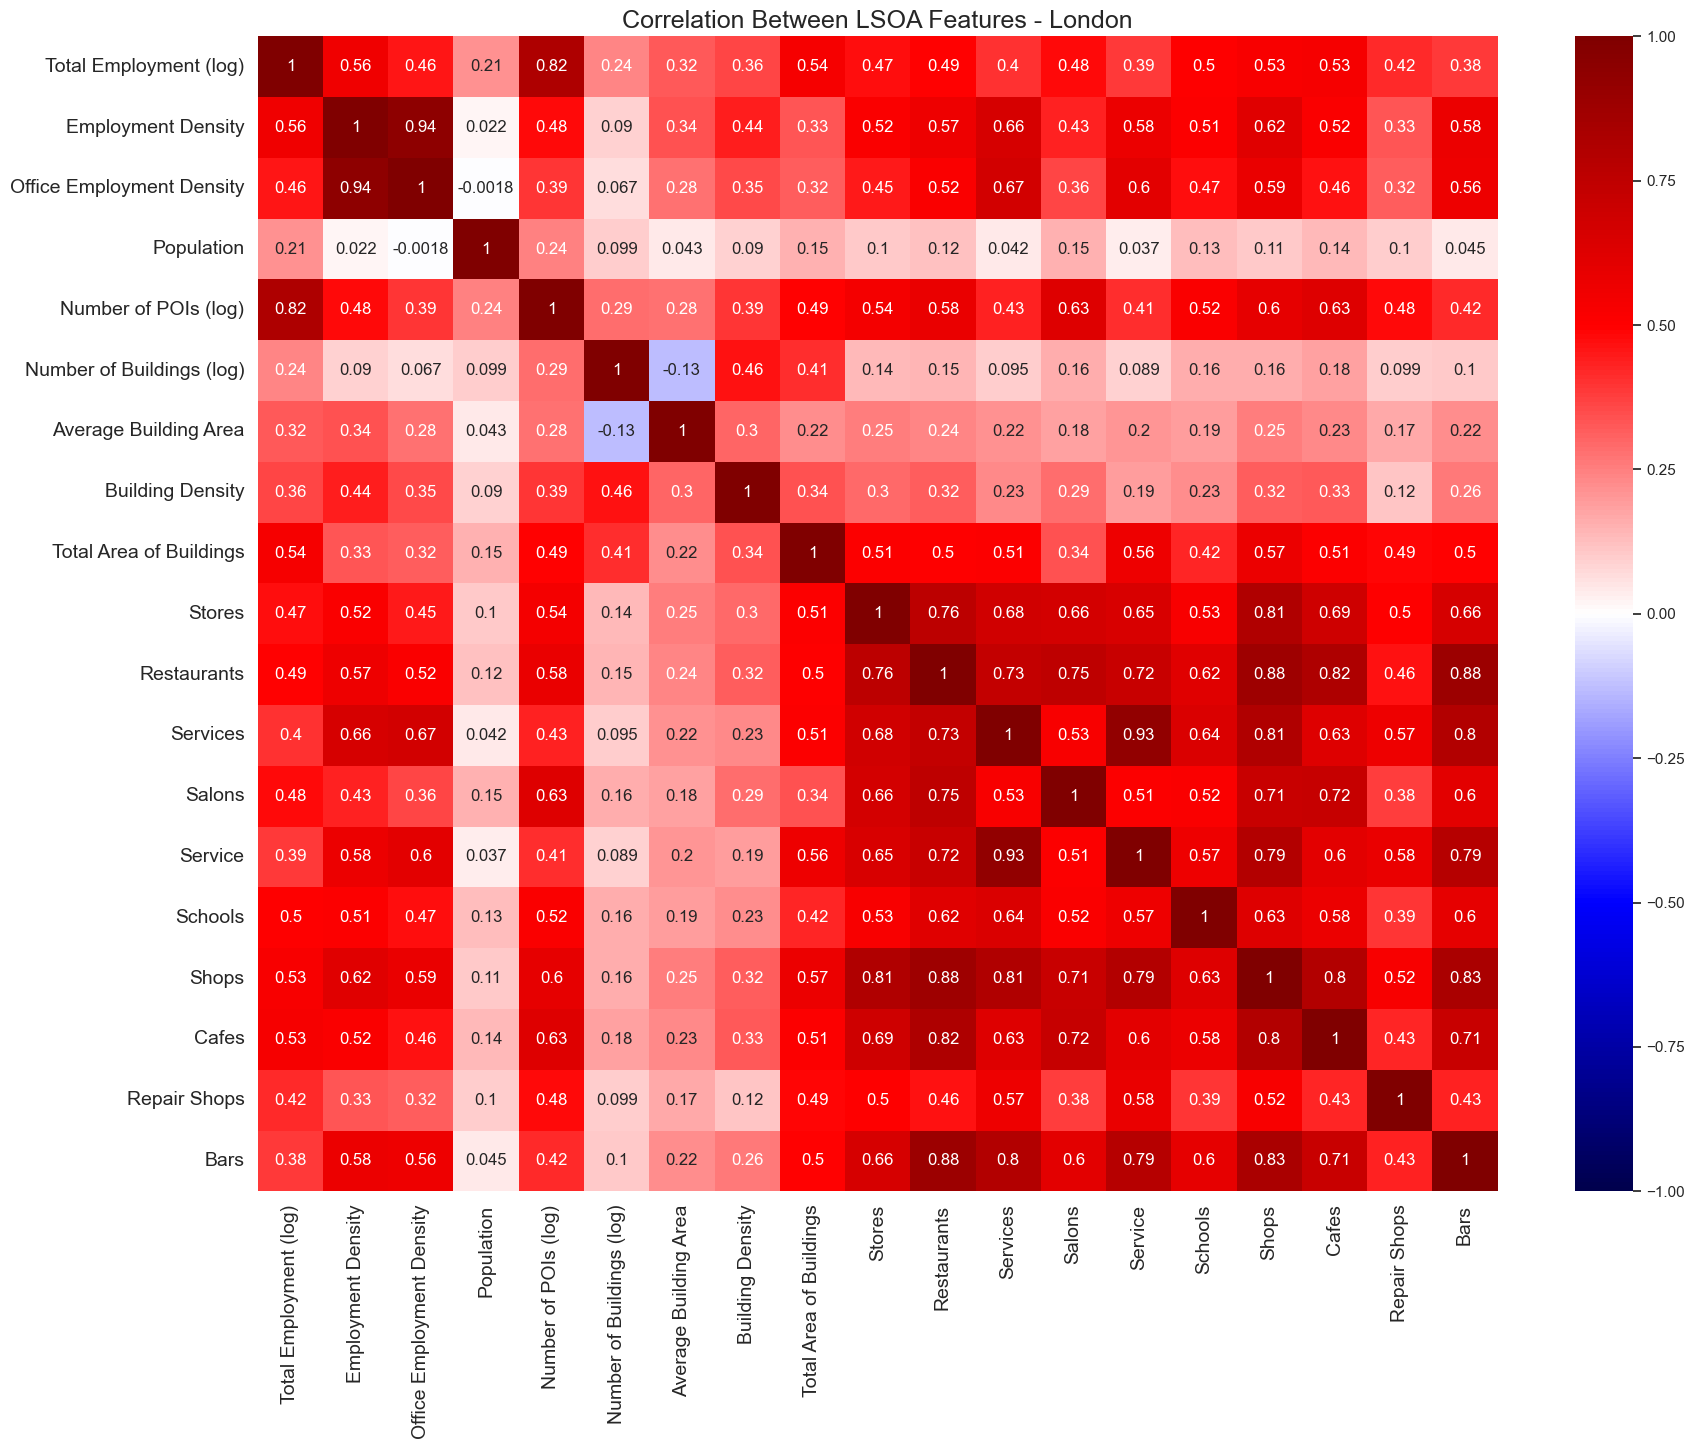 Correlation Between LSOA Features - London
Total Employment (log) 1 0.56 0.46 0.21 0.82 0.24 0.32 0.36 0.54 0.47 0.49 0.4 0.48 0.39 0.5 0.53 0.53 0.42 0.38
Employment Density 0.56 1 0.94 0.022 0.48 0.09 0.34 0.44 0.33 0.52 0.57 0.66 0.43 0.58 0.51 0.62 0.52 0.33 0.58
Office Employment Density 0.46 0.94 1 -0.0018 0.39 0.067 0.28 0.35 0.32 0.45 0.52 0.67 0.36 0.6 0.47 0.59 0.46 0.32 0.56
Population 0.21 0.022 -0.0018 1 0.24 0.099 0.043 0.09 0.15 0.1 0.12 0.042 0.15 0.037 0.13 0.11 0.14 0.1 0.045
Number of POIs (log) 0.82 0.48 0.39 0.24 1 0.29 0.28 0.39 0.49 0.54 0.58 0.43 0.63 0.41 0.52 0.6 0.63 0.48 0.42
Number of Buildings (log) 0.24 0.09 0.067 0.099 0.29 1 -0.13 0.46 0.41 0.14 0.15 0.095 0.16 0.089 0.16 0.16 0.18 0.099 0.1
Average Building Area 0.32 0.34 0.28 0.043 0.28 -0.13 1 0.3 0.22 0.25 0.24 0.22 0.18 0.2 0.19 0.25 0.23 0.17 0.22
Building Density 0.36 0.44 0.35 0.09 0.39 0.46 0.3 1 0.34 0.3 0.32 0.23 0.29 0.19 0.23 0.32 0.33 0.12 0.26
Total Area of Buildings 0.54 0.33 0.32 0.15 0.49 0.41 0.22 0.34 1 0.51 0.5 0.51 0.34 0.56 0.42 0.57 0.51 0.49 0.5
Stores 0.47 0.52 0.45 0.1 0.54 0.14 0.25 0.3 0.51 1 0.76 0.68 0.66 0.65 0.53 0.81 0.69 0.5 0.66
Restaurants 0.49 0.57 0.52 0.12 0.58 0.15 0.24 0.32 0.5 0.76 1 0.73 0.75 0.72 0.62 0.88 0.82 0.46 0.88
Services 0.4 0.66 0.67 0.042 0.43 0.095 0.22 0.23 0.51 0.68 0.73 1 0.53 0.93 0.64 0.81 0.63 0.57 0.8
Salons 0.48 0.43 0.36 0.15 0.63 0.16 0.18 0.29 0.34 0.66 0.75 0.53 1 0.51 0.52 0.71 0.72 0.38 0.6
Service 0.39 0.58 0.6 0.037 0.41 0.089 0.2 0.19 0.56 0.65 0.72 0.93 0.51 1 0.57 0.79 0.6 0.58 0.79
Schools 0.5 0.51 0.47 0.13 0.52 0.16 0.19 0.23 0.42 0.53 0.62 0.64 0.52 0.57 1 0.63 0.58 0.39 0.6
Shops 0.53 0.62 0.59 0.11 0.6 0.16 0.25 0.32 0.57 0.81 0.88 0.81 0.71 0.79 0.63 1 0.8 0.52 0.83
Cafes 0.53 0.52 0.46 0.14 0.63 0.18 0.23 0.33 0.51 0.69 0.82 0.63 0.72 0.6 0.58 0.8 1 0.43 0.71
Repair Shops 0.42 0.33 0.32 0.1 0.48 0.099 0.17 0.12 0.49 0.5 0.46 0.57 0.38 0.58 0.39 0.52 0.43 1 0.43
Bars 0.38 0.58 0.56 0.045 0.42 0.1 0.22 0.26 0.5 0.66 0.88 0.8 0.6 0.79 0.6 0.83 0.71 0.43 1
Total Employment (log)
Employment Density
Office Employment Density
Population
Number of POIs (log)
Number of Buildings (log)
Average Building Area
Building Density
Total Area of Buildings
Stores
Restaurants
Services
Salons
Service
Schools
Shops
Cafes
Repair Shops
Bars
1.00
0.75
0.50
0.25
0.00
−0.25
−0.50
−0.75
−1.00